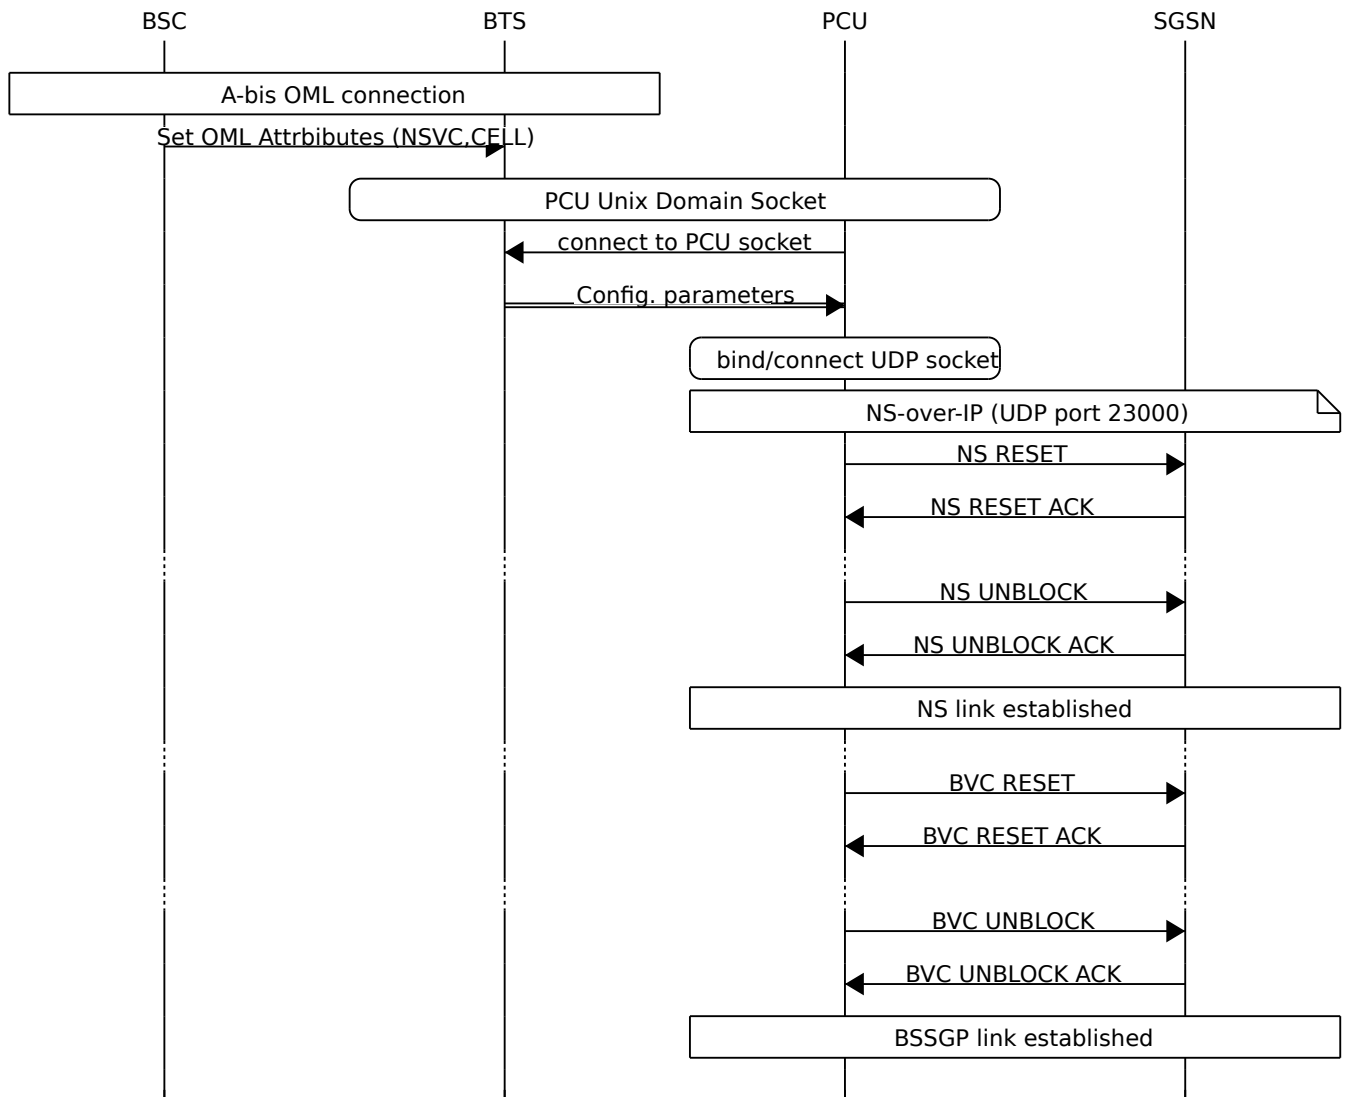 BSC BTS PCU SGSN
A-bis OML connection
Set OML Attrbibutes (NSVC,CELL)
PCU Unix Domain Socket
connect to PCU socket
Config. parameters
bind/connect UDP socket
NS-over-IP (UDP port 23000)
NS RESET
NS RESET ACK
NS UNBLOCK
NS UNBLOCK ACK
NS link established
BVC RESET
BVC RESET ACK
BVC UNBLOCK
BVC UNBLOCK ACK
BSSGP link established